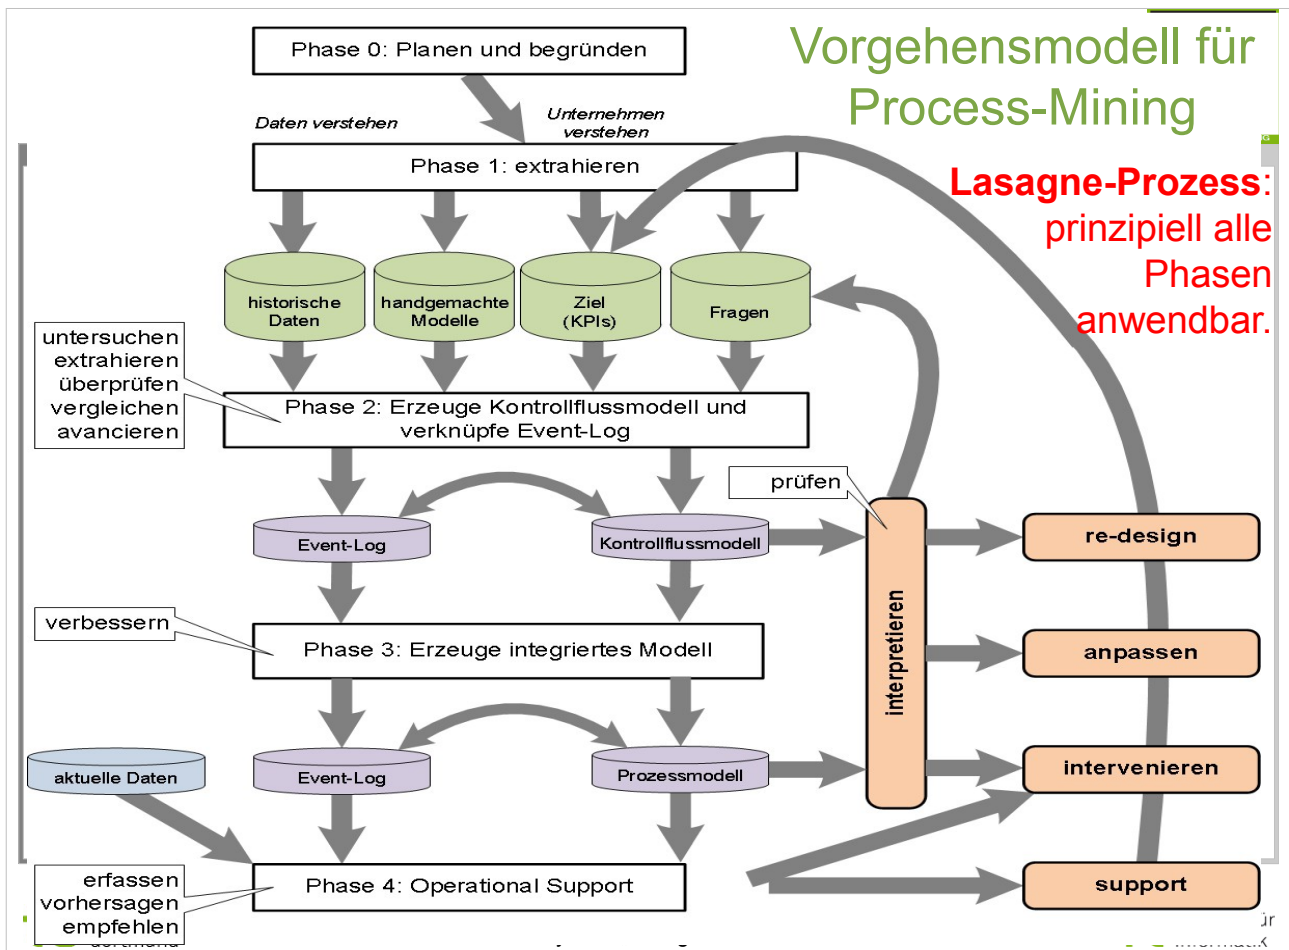 Vorgehensmodell für
Process-Mining
Phase 0: Planen und begründen
Daten verstehen
Unternehmen
verstehen
Phase 1: extrahieren
Lasagne-Prozess:
prinzipiell alle
Phasen
anwendbar.
historische
Daten
handgemachte
Modelle
Ziel
(KPIs)
Fragen
untersuchen
extrahieren
überprüfen
vergleichen
avancieren
Phase 2: Erzeuge Kontrollflussmodell und
verknüpfe Event-Log
prüfen
Event-Log
Kontrollflussmodell
interpretieren
re-design
verbessern
Phase 3: Erzeuge integriertes Modell
anpassen
aktuelle Daten
Event-Log
Prozessmodell
intervenieren
erfassen
vorhersagen
empfehlen
Phase 4: Operational Support
support